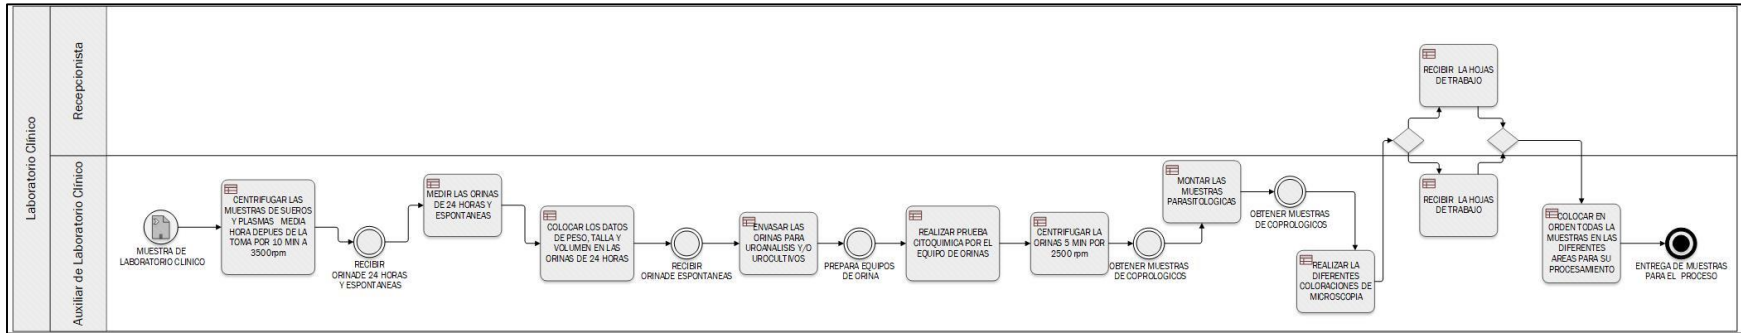 Laboratorio Clínico
Recepcionista
Auxiliar de Laboratorio Clínico
MUESTRA DE
LABORATORIO CLINICO
CENTRIFUGAR LAS
MUESTRAS DE SUEROS
Y PLASMAS MEDIA
HORA DEPUES DE LA
TOMA POR 10 MIN A
3500rpm
RECIBIR
ORINADE 24 HORAS
Y ESPONTANEAS
MEDIR LAS ORINAS
DE 24 HORAS Y
ESPONTANEAS
COLOCAR LOS DATOS
DE PESO, TALLA Y
VOLUMEN EN LAS
ORINAS DE 24 HORAS
RECIBIR
ORINADE ESPONTANEAS
ENVASAR LAS
ORINAS PARA
UROANALISIS Y/O
UROCULTIVOS
PREPARA EQUIPOS
DE ORINA
REALIZAR PRUEBA
CITOQUIMICA POR EL
EQUIPO DE ORINAS
CENTRIFUGAR LA
ORINAS 5 MIN POR
2500 rpm
OBTENER MUESTRAS
DE COPROLOGICOS
MONTAR LAS
MUESTRAS
PARASITOLOGICAS
OBTENER MUESTRAS
DE COPROLOGICOS
REALIZAR LA
DIFERENTES
COLORACIONES DE
MICROSCOPIA
RECIBIR LA HOJAS
DE TRABAJO
RECIBIR LA HOJAS
DE TRABAJO
COLOCAR EN
ORDEN TODAS LA
MUESTRAS EN LAS
DIFERENTES
AREAS PARA SU
PROCESAMIENTO
ENTREGA DE MUESTRAS
PARA EL PROCESO